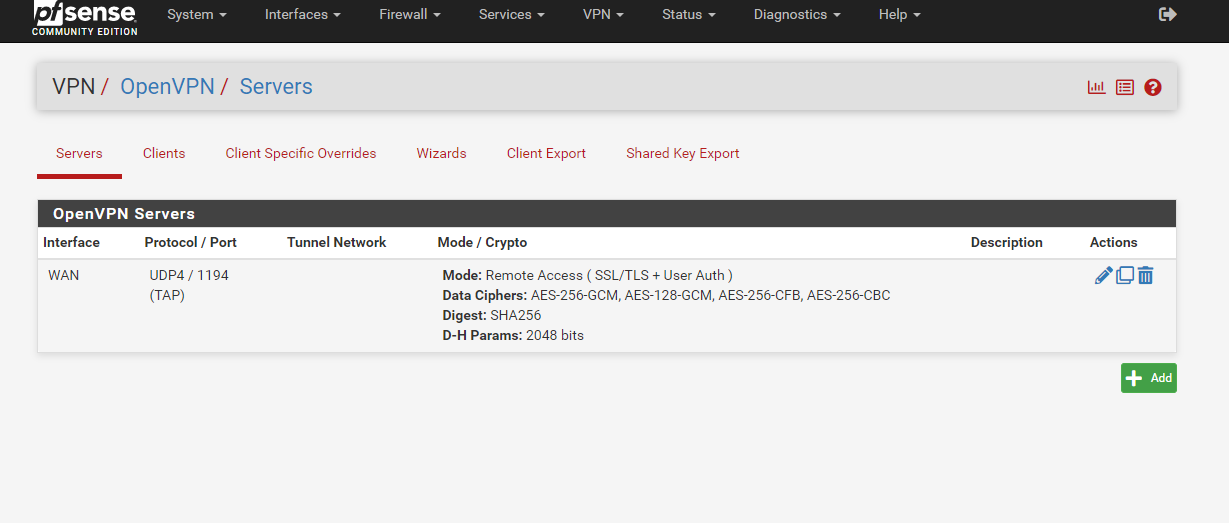 pfsense
COMMUNITY EDITION
System Interfaces Firewall Services VPN Status Diagnostics Help
VPN / OpenVPN / Servers
Servers Clients Client Specific Overrides Wizards Client Export Shared Key Export
OpenVPN Servers
Interface Protocol / Port Tunnel Network Mode / Crypto Description Actions
WAN UDP4 / 1194 Mode: Remote Access ( SSL/TLS + User Auth )
(TAP) Data Ciphers: AES-256-GCM, AES-128-GCM, AES-256-CFB, AES-256-CBC
Digest: SHA256
D-H Params: 2048 bits
Add